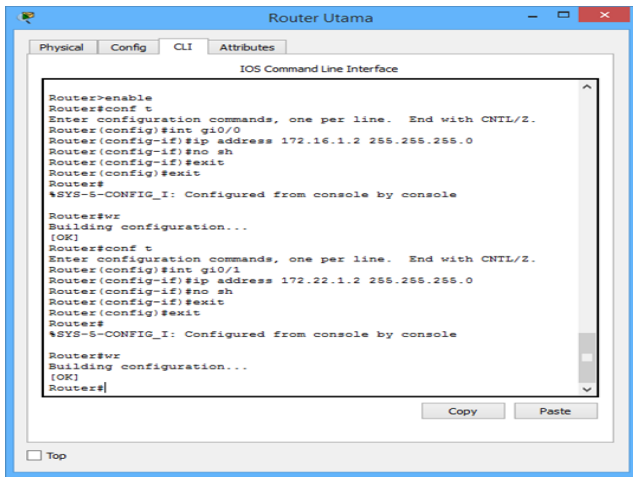 Router Utama
Physical Config CLI Attributes
IOS Command Line Interface
Router>enable
Router#conf t
Enter configuration commands, one per line. End with CNTL/Z.
Router(config)#int gi0/0
Router(config-if)#ip address 172.16.1.2 255.255.255.0
Router(config-if)#no sh
Router(config-if)#exit
Router(config)#exit
Router#
%SYS-5-CONFIG_I: Configured from console by console
Router#wr
Building configuration...
[OK]
Router#conf t
Enter configuration commands, one per line. End with CNTL/Z.
Router(config)#int gi0/1
Router(config-if)#ip address 172.22.1.2 255.255.255.0
Router(config-if)#no sh
Router(config-if)#exit
Router(config)#exit
Router#
%SYS-5-CONFIG_I: Configured from console by console
Router#wr
Building configuration...
[OK]
Router#
Copy Paste
Top